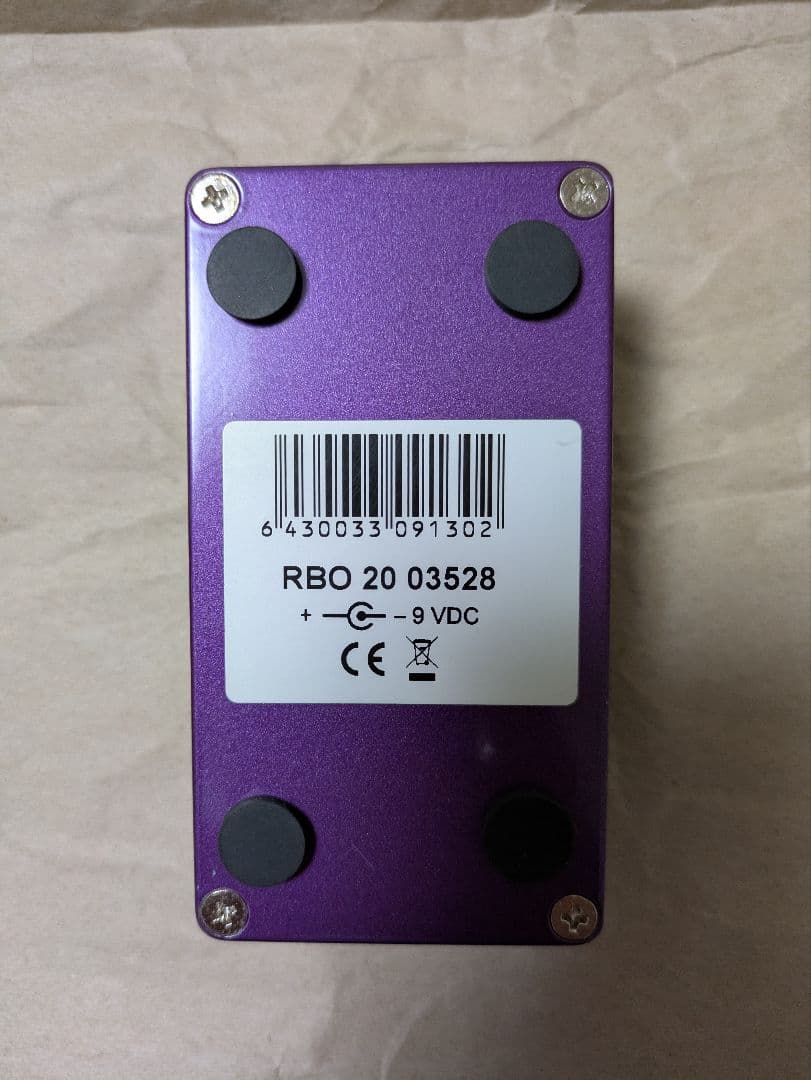 6 430033 091302
RBO 20 03528
+ – 9 VDC
CE